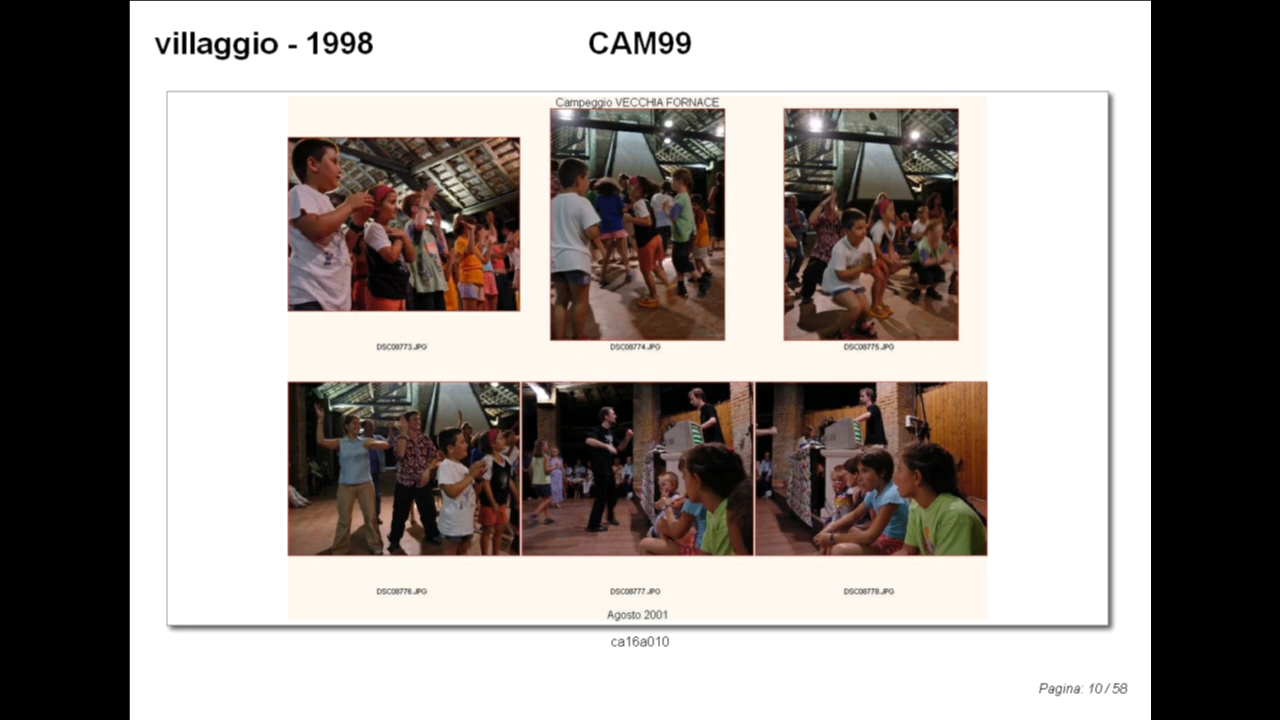 villaggio - 1998 CAM99
Campeggio VECCHIA FORNACE
DSC08773.JPG DSC08774.JPG DSC08775.JPG
DSC08776.JPG DSC08777.JPG DSC08778.JPG
Agosto 2001
ca16a010
Pagina: 10 / 58